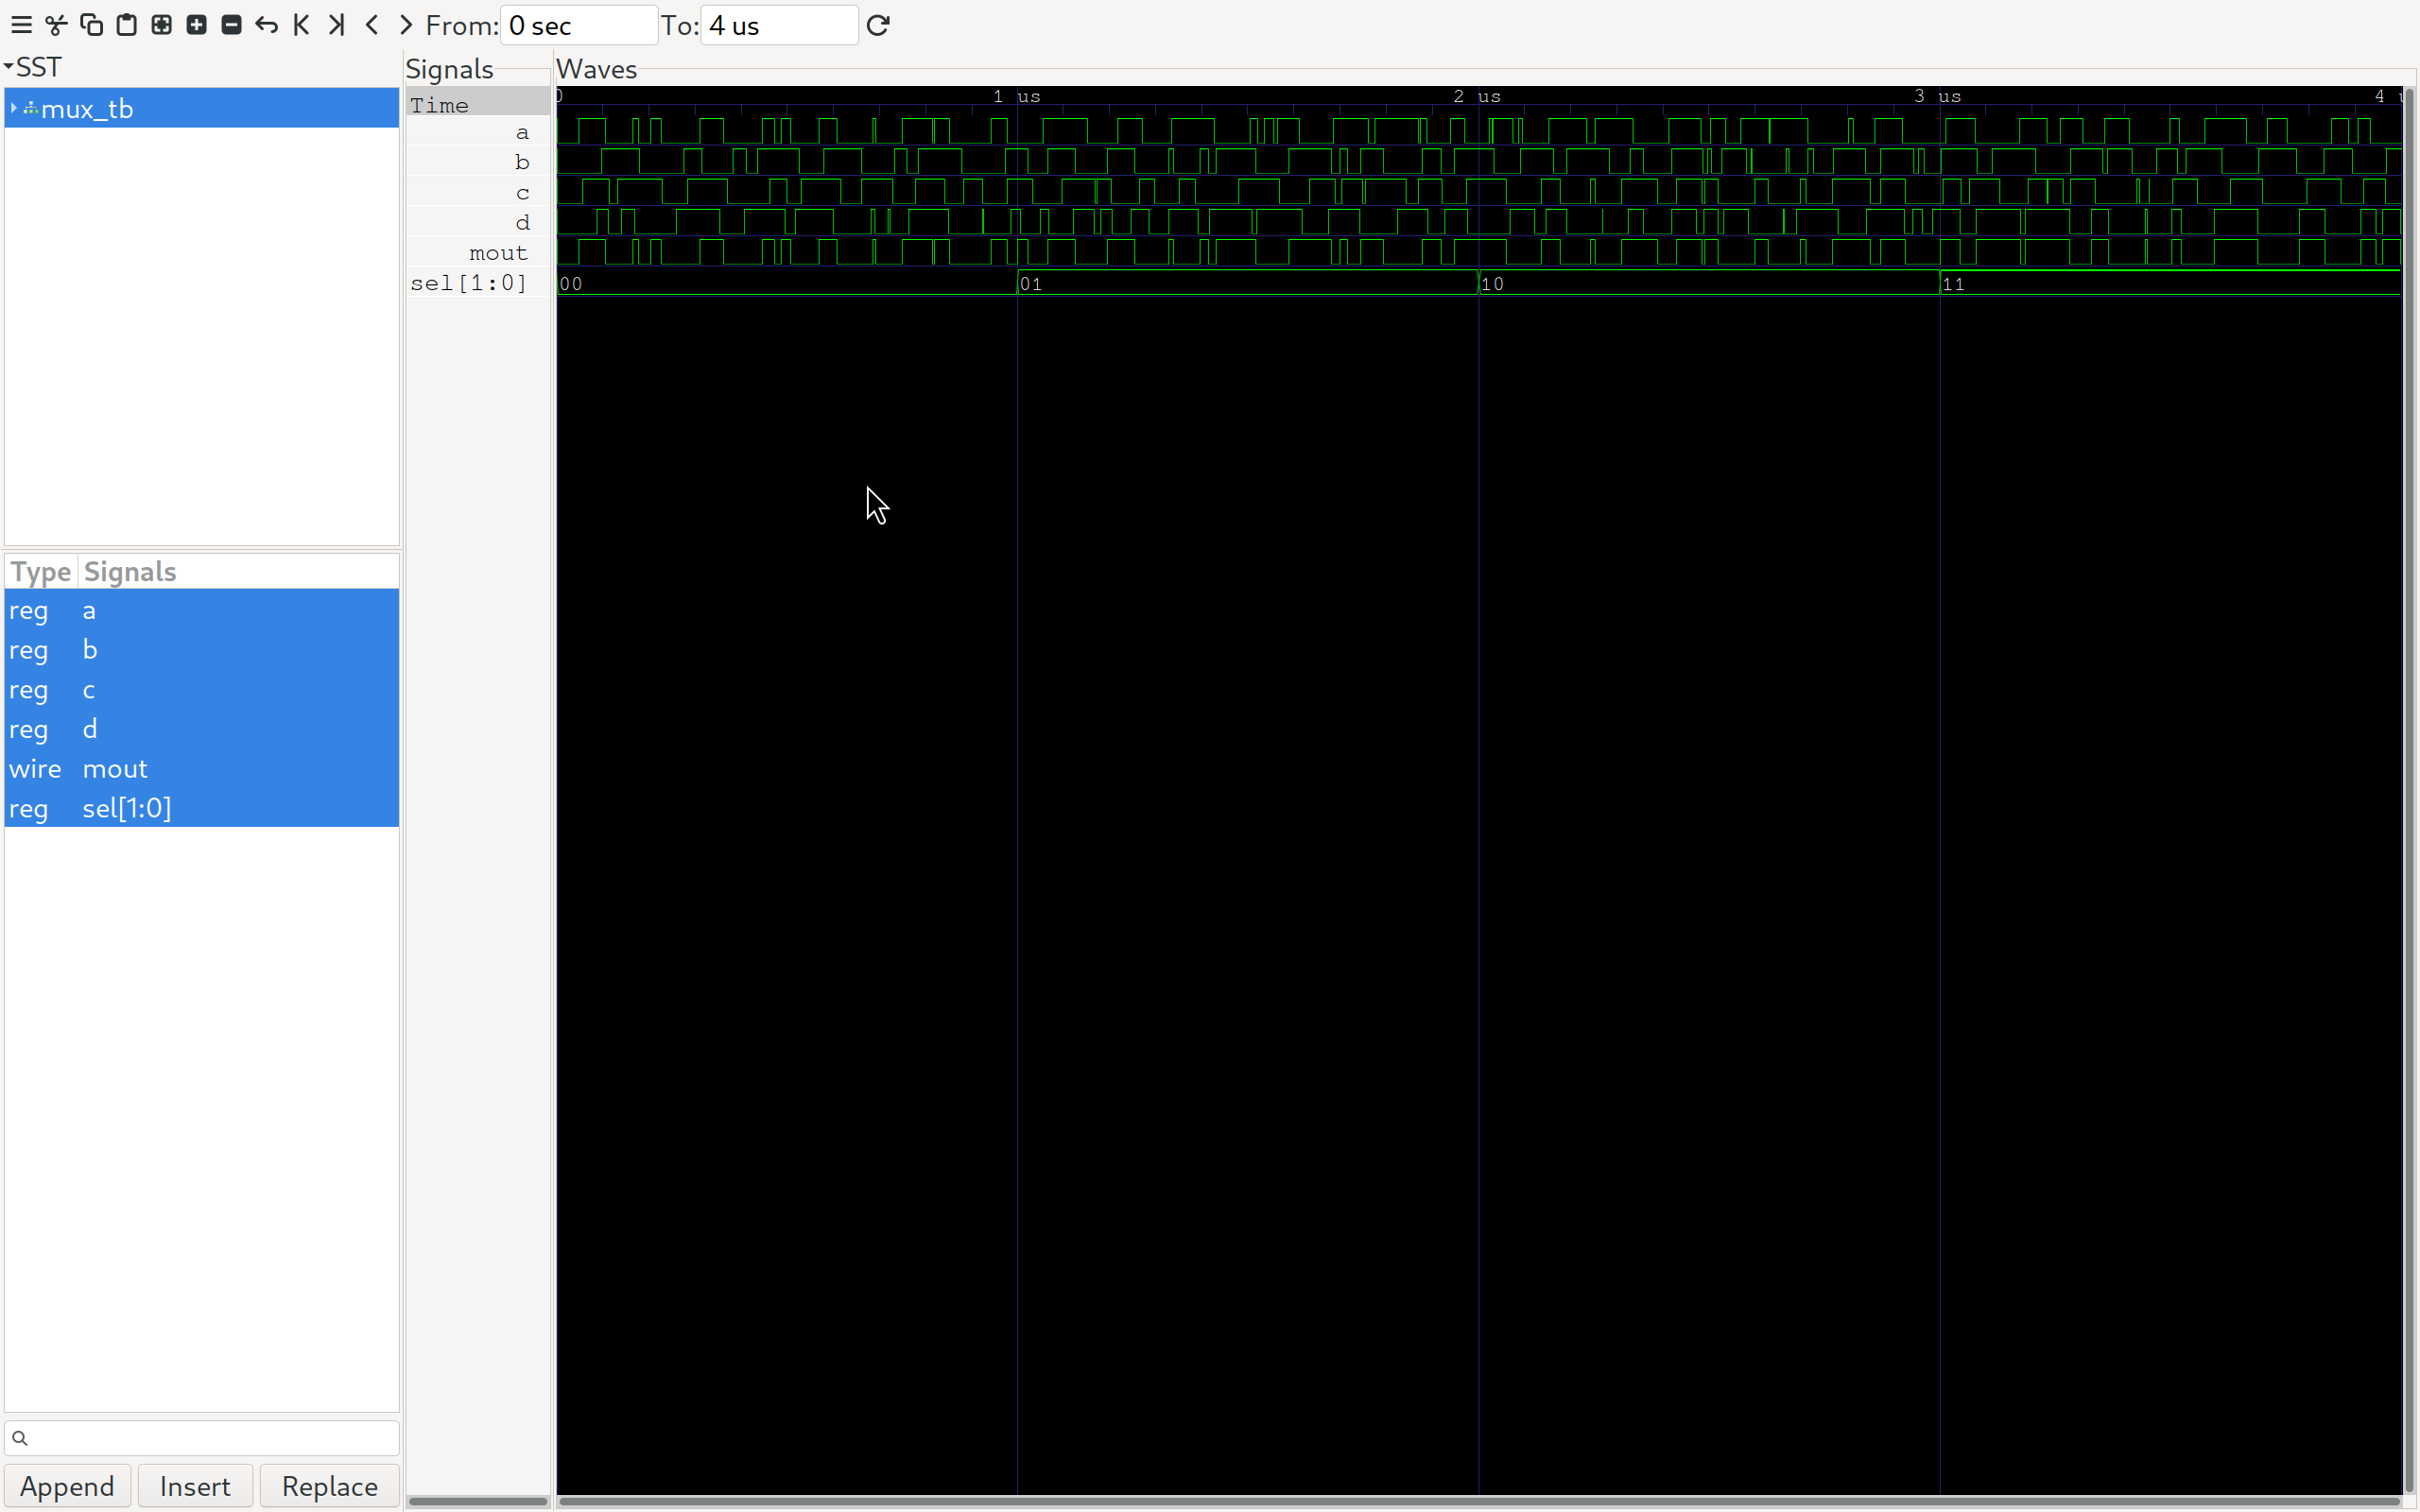 From: 0 sec To: 4 us
SST
mux_tb
Type Signals
reg a
reg b
reg c
reg d
wire mout
reg sel[1:0]
Append Insert Replace
Signals
Time
a
b
c
d
mout
sel[1:0]
Waves
0 1 us 2 us 3 us 4 u
00 01 10 11